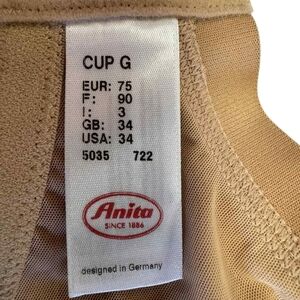 CUP G
EUR: 75
F: 90
I: 3
GB: 34
USA: 34
5035 722
Anita
SINCE 1886
designed in Germany